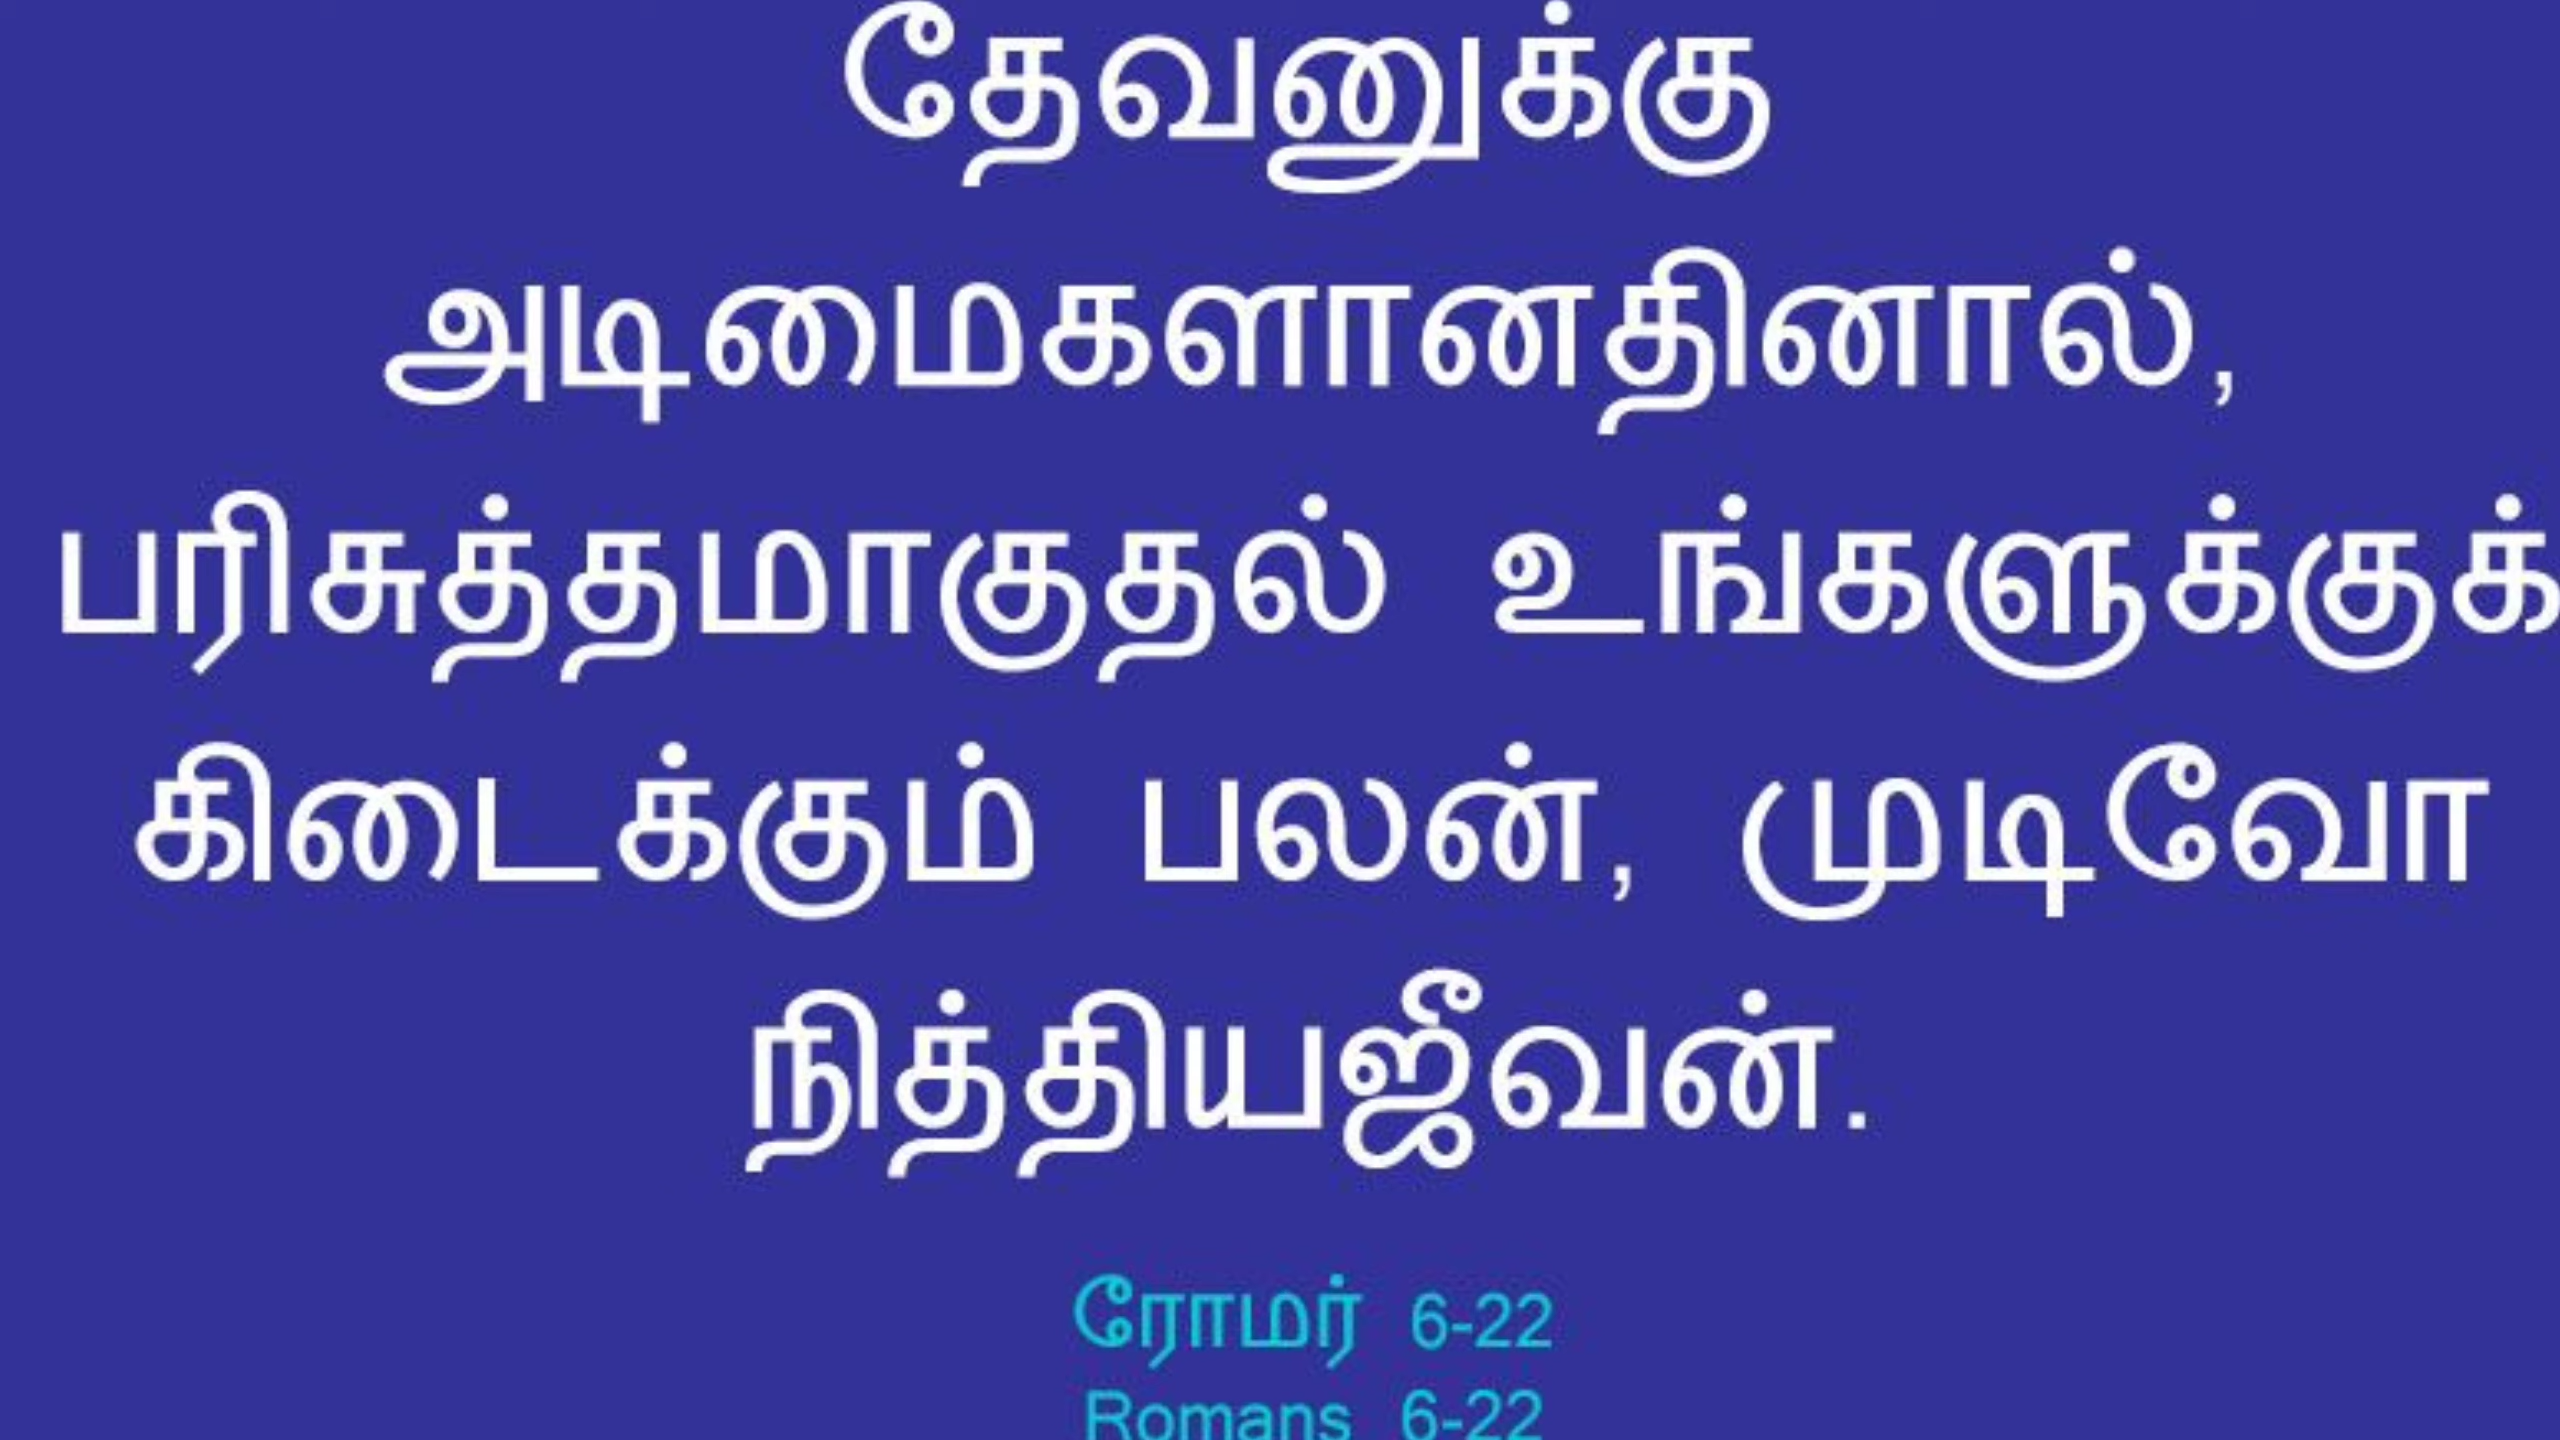 தேவனுக்கு
அடிமைகளானதினால்,
பரிசுத்தமாகுதல் உங்களுக்குக்
கிடைக்கும் பலன், முடிவோ
நித்தியஜீவன்.
ரோமர் 6-22
Romans 6-22